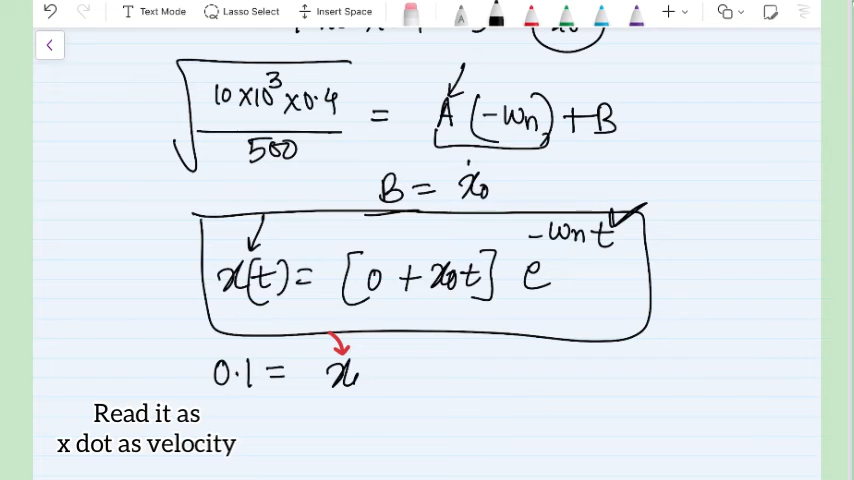 Text Mode Lasso Select Insert Space
√(10×10³×0.4 / 500) = A(-ωn)+B
B = ẋ₀
x(t) = [0 + x₀t] e^(-ωnt)
0.1 = x
Read it as
x dot as velocity